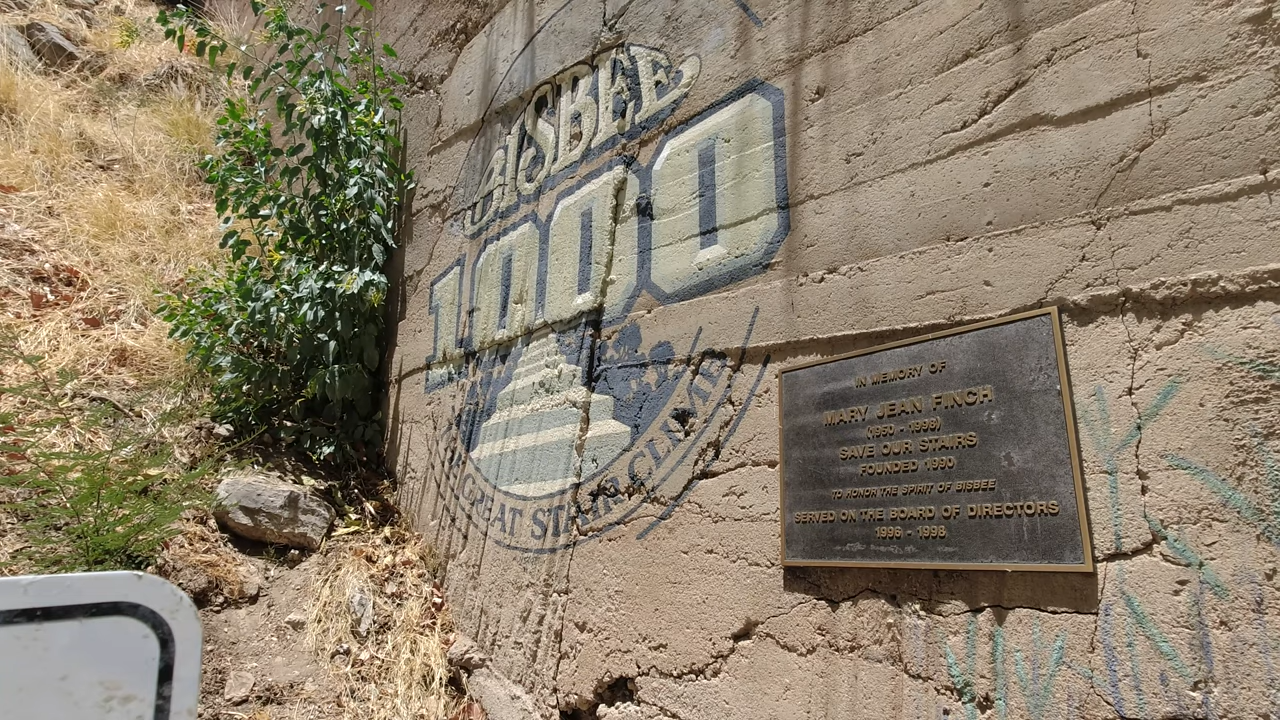 BISBEE
1000
GREAT STAIR CLIMB
IN MEMORY OF
MARY JEAN FINCH
(1950 - 1998)
SAVE OUR STAIRS
FOUNDED 1990
TO HONOR THE SPIRIT OF BISBEE
SERVED ON THE BOARD OF DIRECTORS
1996 - 1998